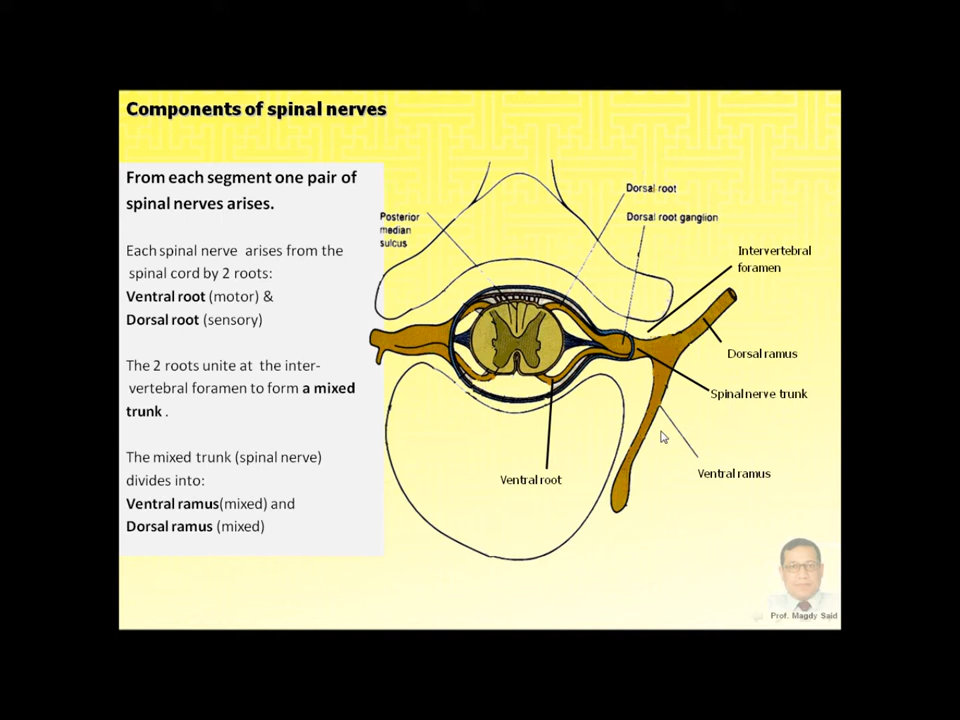 Components of spinal nerves
From each segment one pair of
spinal nerves arises.
Each spinal nerve arises from the
spinal cord by 2 roots:
Ventral root (motor) &
Dorsal root (sensory)
The 2 roots unite at the inter-
vertebral foramen to form a mixed
trunk .
The mixed trunk (spinal nerve)
divides into:
Ventral ramus(mixed) and
Dorsal ramus (mixed)
Posterior
median
sulcus
Dorsal root
Dorsal root ganglion
Intervertebral
foramen
Dorsal ramus
Spinal nerve trunk
Ventral ramus
Ventral root
Prof. Magdy Said